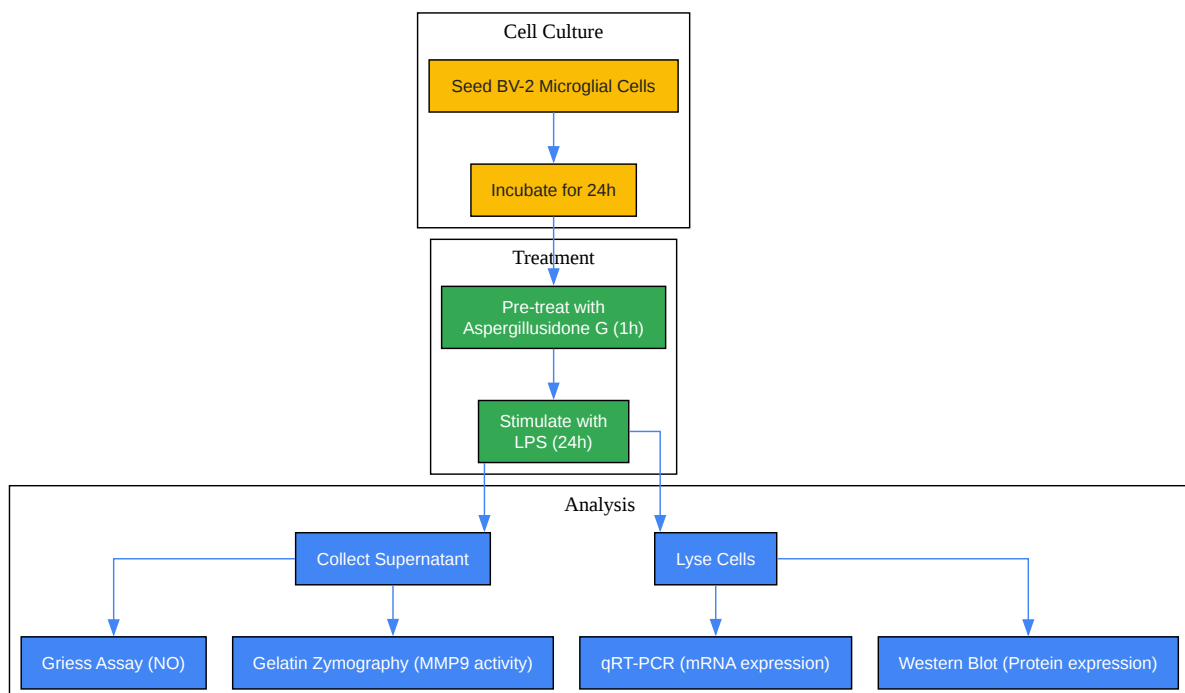 Cell Culture
Seed BV-2 Microglial Cells
Incubate for 24h
Treatment
Pre-treat with
Aspergillusidone G (1h)
Stimulate with
LPS (24h)
Analysis
Collect Supernatant
Lyse Cells
Griess Assay (NO)
Gelatin Zymography (MMP9 activity)
qRT-PCR (mRNA expression)
Western Blot (Protein expression)